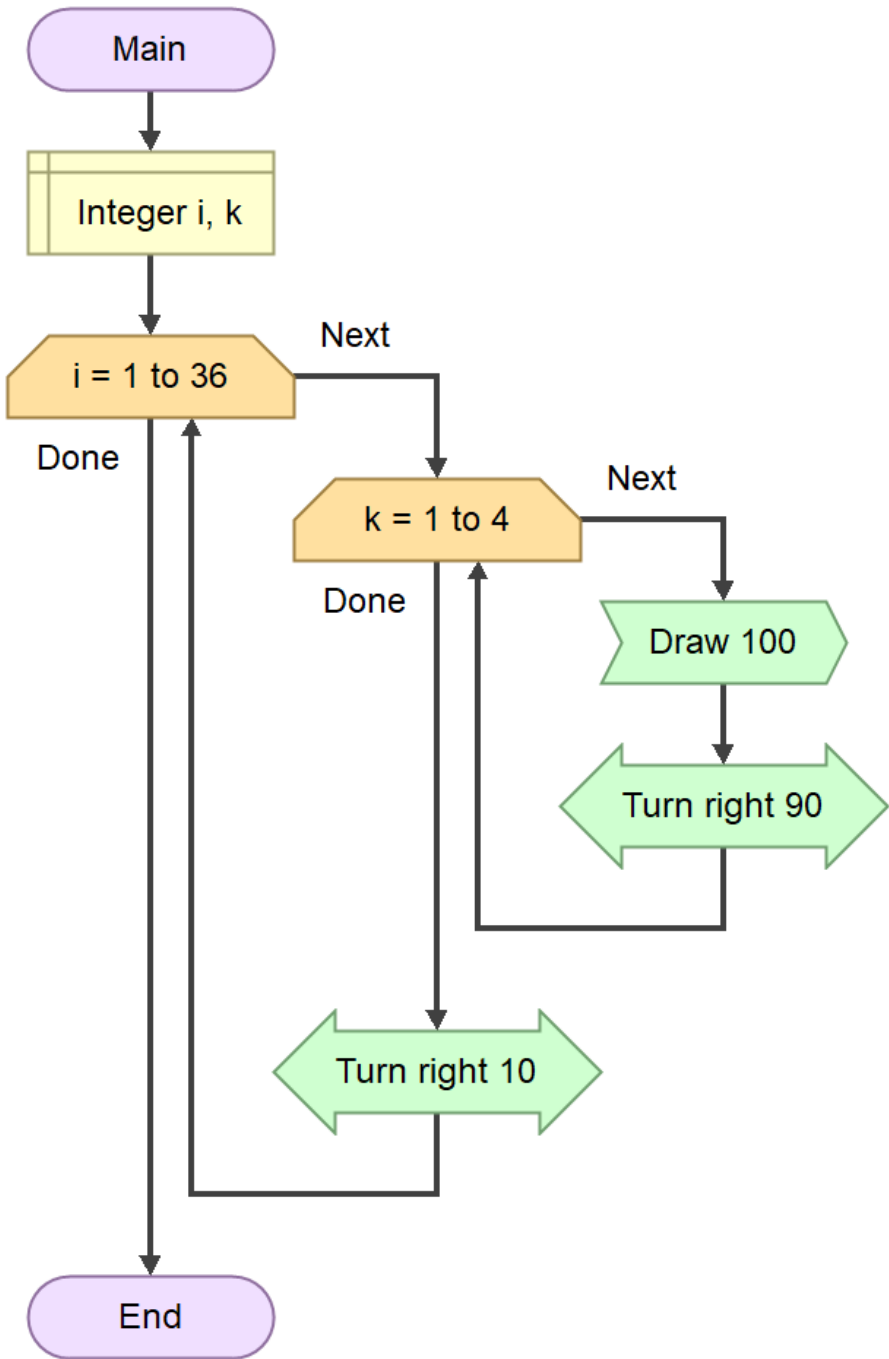 Main
Integer i, k
i = 1 to 36
Next
Done
k = 1 to 4
Next
Done
Draw 100
Turn right 90
Turn right 10
End